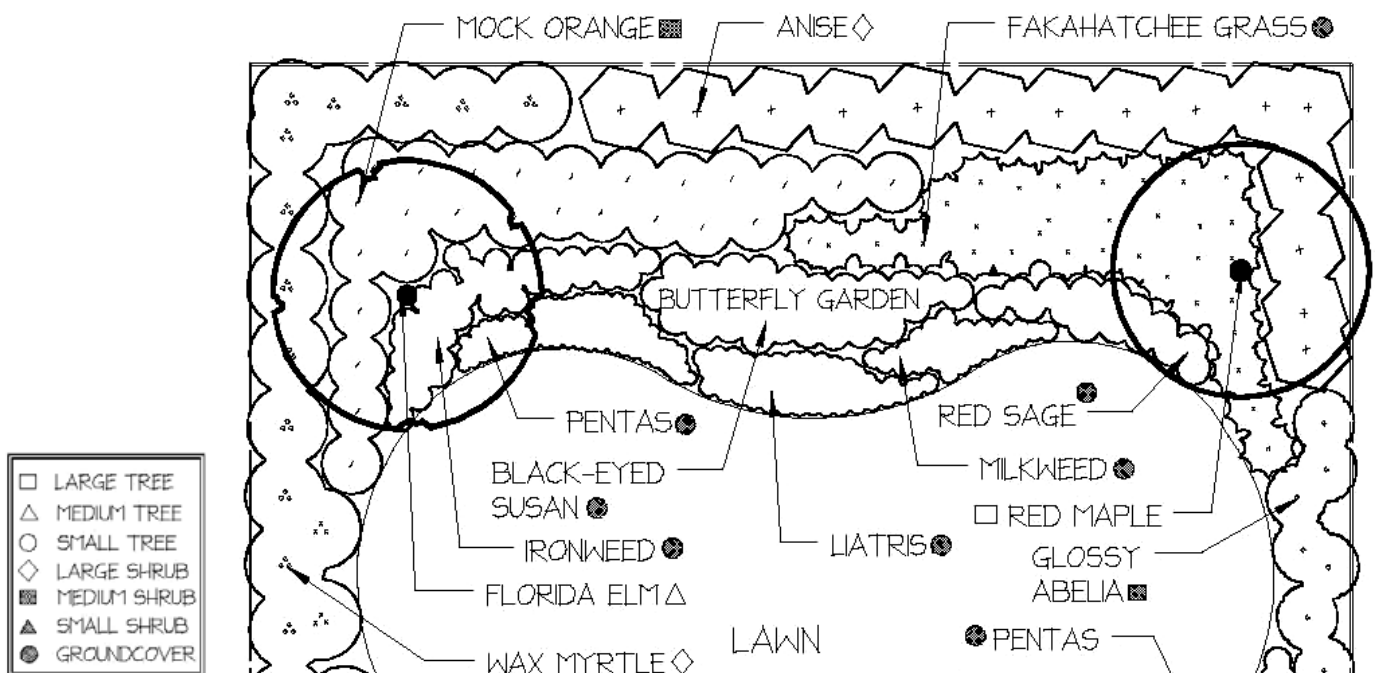 MOCK ORANGE
ANISE
FAKAHATCHEE GRASS
BUTTERFLY GARDEN
PENTAS
RED SAGE
BLACK-EYED
SUSAN
MILKWEED
RED MAPLE
IRONWEED
LIATRIS
GLOSSY
ABELIA
FLORIDA ELM
LAWN
PENTAS
WAX MYRTLE
LARGE TREE
MEDIUM TREE
SMALL TREE
LARGE SHRUB
MEDIUM SHRUB
SMALL SHRUB
GROUNDCOVER